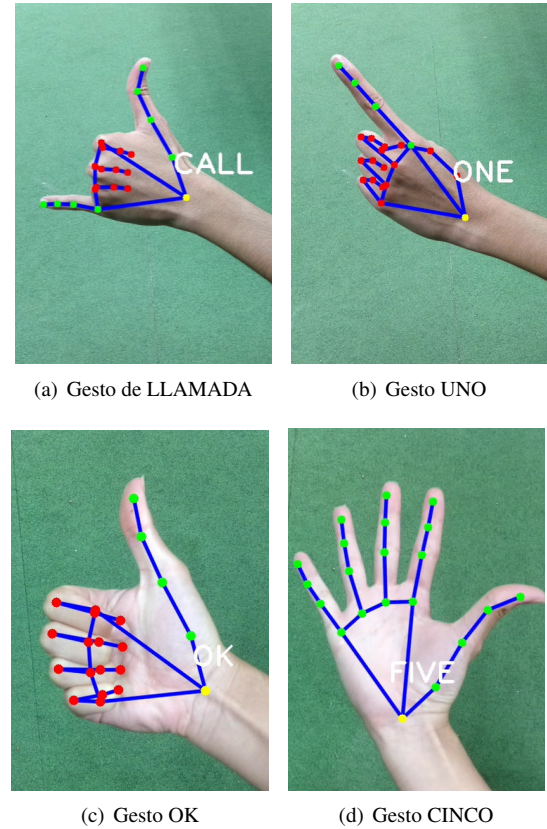 CALL
ONE
(a) Gesto de LLAMADA
(b) Gesto UNO
OK
FIVE
(c) Gesto OK
(d) Gesto CINCO